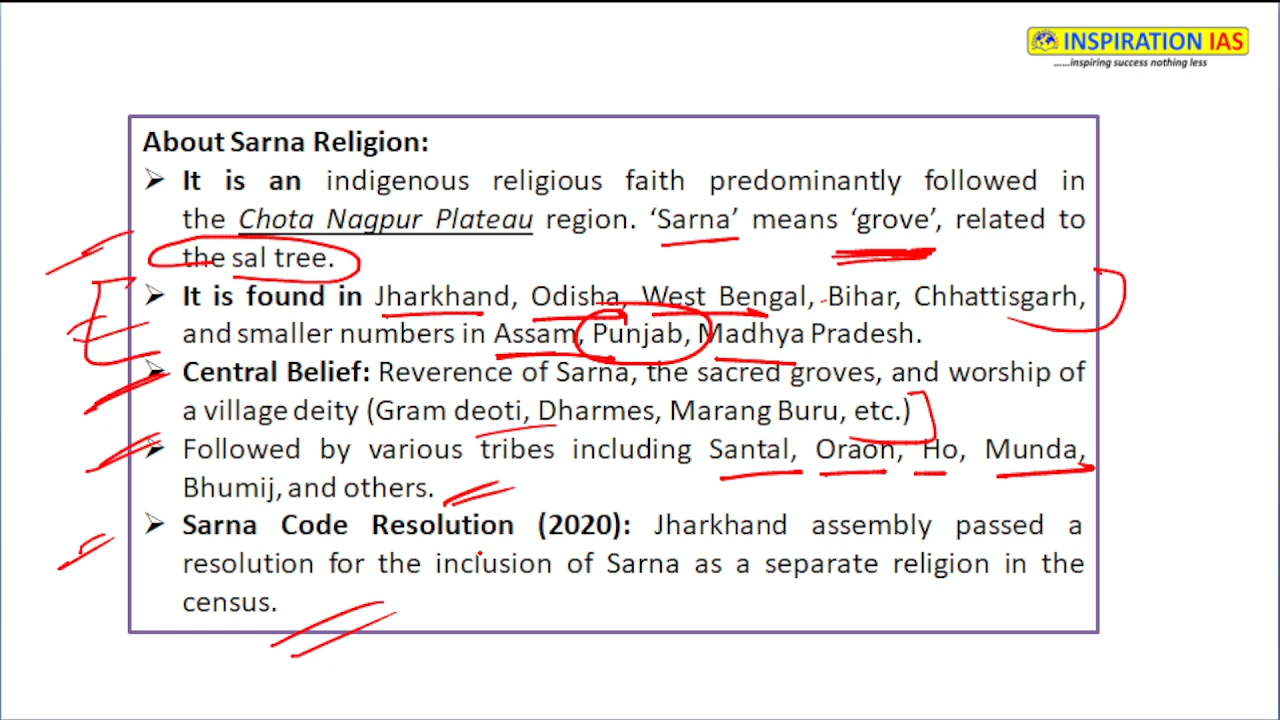 INSPIRATION IAS
......inspiring success nothing less
About Sarna Religion:
➢ It is an indigenous religious faith predominantly followed in
the Chota Nagpur Plateau region. ‘Sarna’ means ‘grove’, related to
the sal tree.
➢ It is found in Jharkhand, Odisha, West Bengal, Bihar, Chhattisgarh,
and smaller numbers in Assam, Punjab, Madhya Pradesh.
➢ Central Belief: Reverence of Sarna, the sacred groves, and worship of
a village deity (Gram deoti, Dharmes, Marang Buru, etc.)
➢ Followed by various tribes including Santal, Oraon, Ho, Munda,
Bhumij, and others.
➢ Sarna Code Resolution (2020): Jharkhand assembly passed a
resolution for the inclusion of Sarna as a separate religion in the
census.